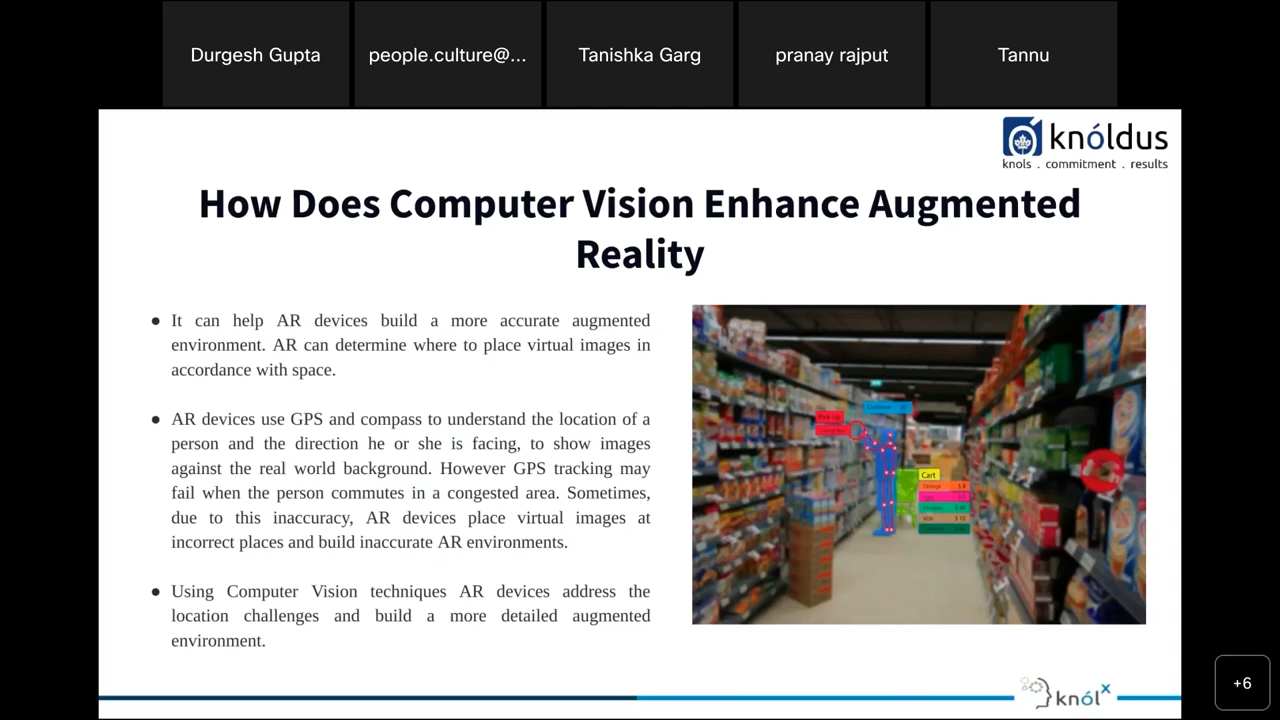 Durgesh Gupta
people.culture@...
Tanishka Garg
pranay rajput
Tannu
knóldus
knols . commitment . results
How Does Computer Vision Enhance Augmented
Reality
● It can help AR devices build a more accurate augmented
environment. AR can determine where to place virtual images in
accordance with space.
● AR devices use GPS and compass to understand the location of a
person and the direction he or she is facing, to show images
against the real world background. However GPS tracking may
fail when the person commutes in a congested area. Sometimes,
due to this inaccuracy, AR devices place virtual images at
incorrect places and build inaccurate AR environments.
● Using Computer Vision techniques AR devices address the
location challenges and build a more detailed augmented
environment.
Customer
Pick up
Cart
Orange
Milk
knólx
+6